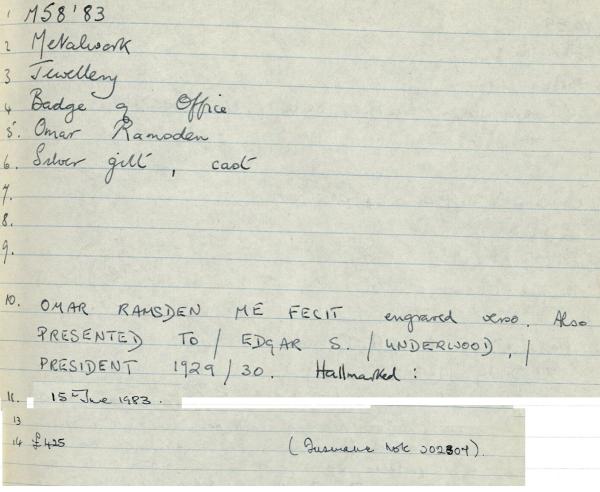 1 M58'83
2 Metalwork
3 Jewellery
4 Badge of Office
5. Omar Ramsden
6. Silver gilt, cast
7.
8.
9.
10. OMAR RAMSDEN ME FECIT engraved verso. Also
PRESENTED TO / EDGAR S. / UNDERWOOD, /
PRESIDENT 1929/30. Hallmarked:
11. 15th June 1983.
13
14 £425 (Insurance 002304).